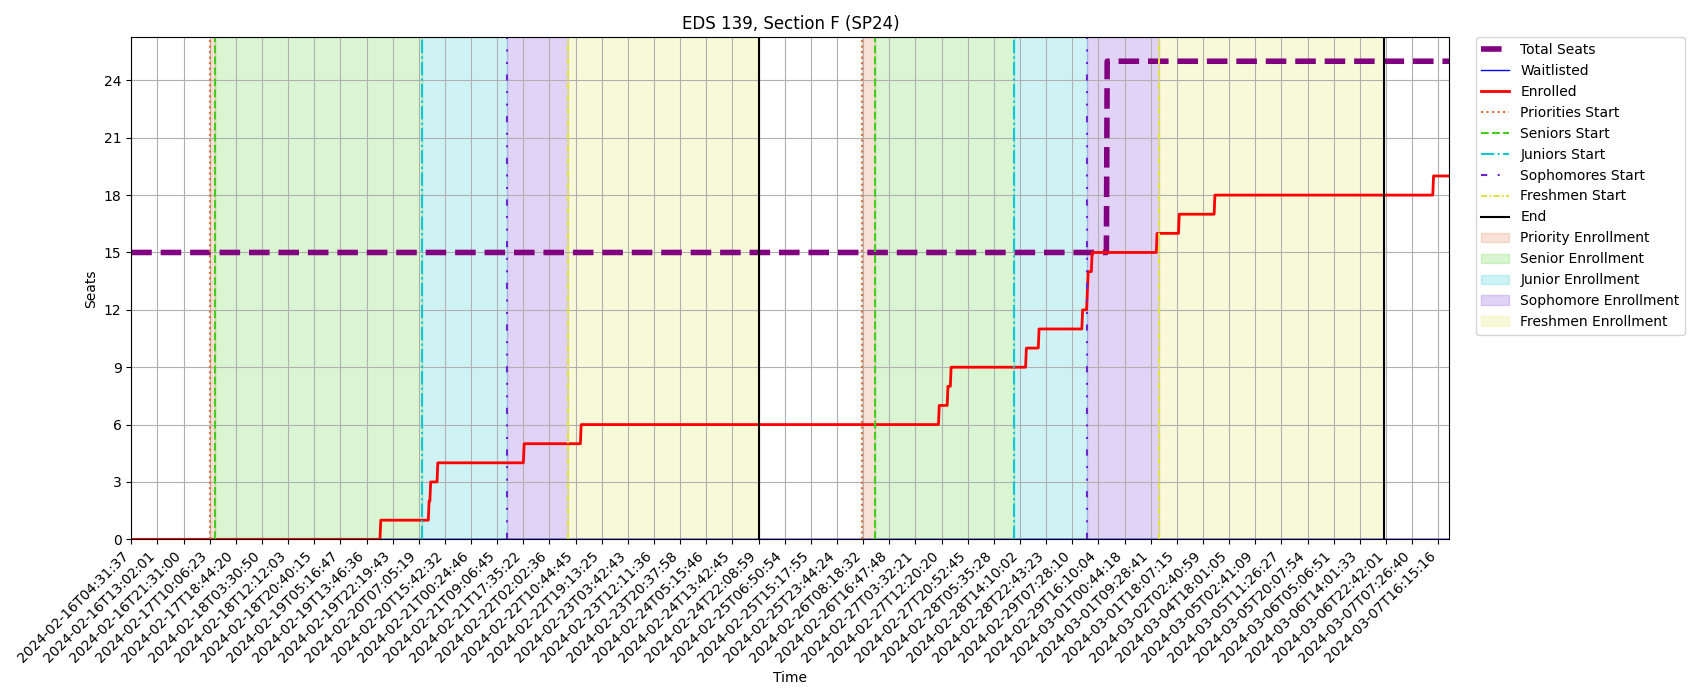 EDS 139, Section F (SP24)
Seats
24
21
18
15
12
9
6
3
0
2024-02-16T04:31:37
2024-02-16T13:02:01
2024-02-16T21:31:00
2024-02-17T10:06:23
2024-02-17T18:44:20
2024-02-18T03:30:50
2024-02-18T12:12:03
2024-02-18T20:40:15
2024-02-19T05:16:47
2024-02-19T13:46:36
2024-02-19T22:19:43
2024-02-20T07:05:19
2024-02-20T15:42:32
2024-02-21T00:24:46
2024-02-21T09:06:45
2024-02-21T17:35:22
2024-02-22T02:02:36
2024-02-22T10:44:45
2024-02-22T19:13:25
2024-02-23T03:42:43
2024-02-23T12:11:36
2024-02-23T20:37:58
2024-02-24T05:15:46
2024-02-24T13:42:45
2024-02-24T22:08:59
2024-02-25T06:50:54
2024-02-25T15:17:55
2024-02-25T23:44:24
2024-02-26T08:18:32
2024-02-26T16:47:48
2024-02-27T03:32:21
2024-02-27T12:20:20
2024-02-27T20:52:45
2024-02-28T05:35:28
2024-02-28T14:10:02
2024-02-28T22:43:23
2024-02-29T07:28:10
2024-02-29T16:10:04
2024-03-01T00:44:18
2024-03-01T09:28:41
2024-03-01T18:07:15
2024-03-02T02:40:59
2024-03-04T18:01:05
2024-03-05T02:41:09
2024-03-05T11:26:27
2024-03-05T20:07:54
2024-03-06T05:06:51
2024-03-06T14:01:33
2024-03-06T22:42:01
2024-03-07T07:26:40
2024-03-07T16:15:16
Time
Total Seats
Waitlisted
Enrolled
Priorities Start
Seniors Start
Juniors Start
Sophomores Start
Freshmen Start
End
Priority Enrollment
Senior Enrollment
Junior Enrollment
Sophomore Enrollment
Freshmen Enrollment